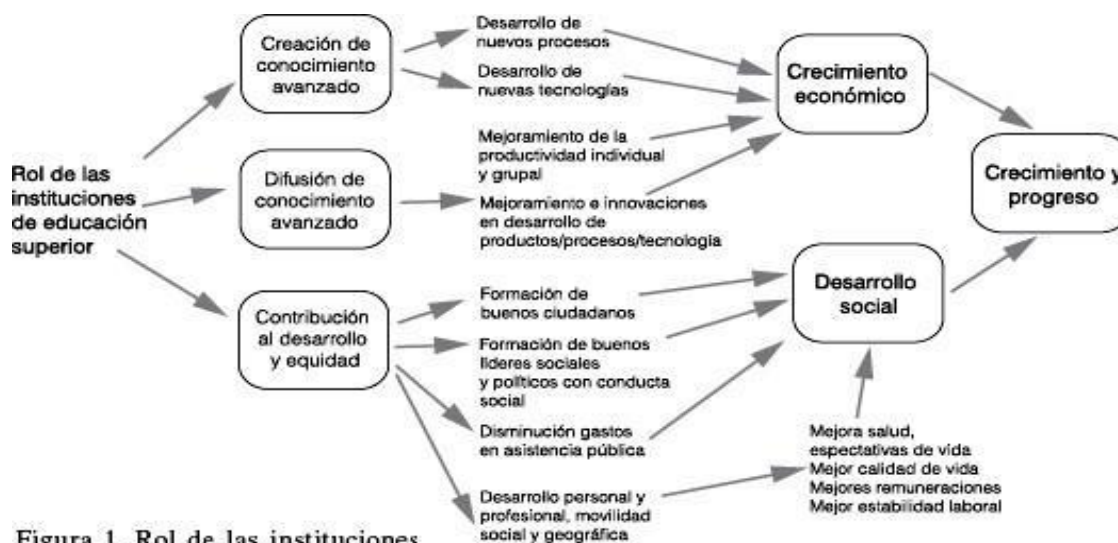 Rol de las
instituciones
de educación
superior
Creación de
conocimiento
avanzado
Difusión de
conocimiento
avanzado
Contribución
al desarrollo
y equidad
Desarrollo de
nuevos procesos
Desarrollo de
nuevas tecnologías
Mejoramiento de la
productividad individual
y grupal
Mejoramiento e innovaciones
en desarrollo de
productos/procesos/tecnología
Formación de
buenos ciudadanos
Formación de buenos
líderes sociales
y políticos con conducta
social
Disminución gastos
en asistencia pública
Desarrollo personal y
profesional, movilidad
social y geográfica
Crecimiento
económico
Desarrollo
social
Mejora salud,
espectativas de vida
Mejor calidad de vida
Mejores remuneraciones
Mejor estabilidad laboral
Crecimiento y
progreso
Figura 1. Rol de las instituciones